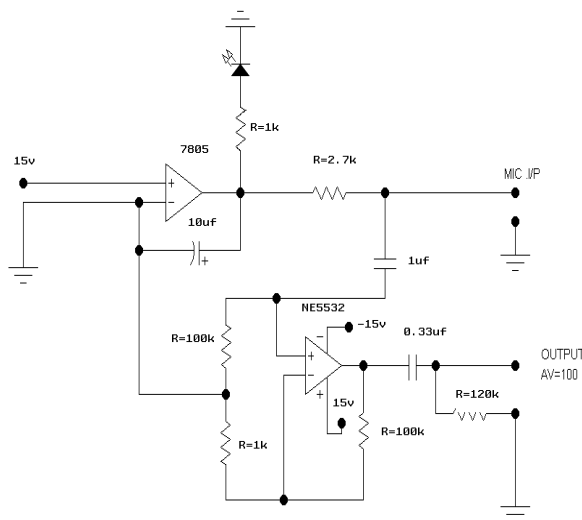 R=1k
7805
15v
R=2.7k
MIC .I/P
10uf
+
-
+
1uf
NE5532
-15v
0.33uf
R=100k
+
-
-
+
15v
OUTPUT
AV=100
R=120k
R=100k
R=1k